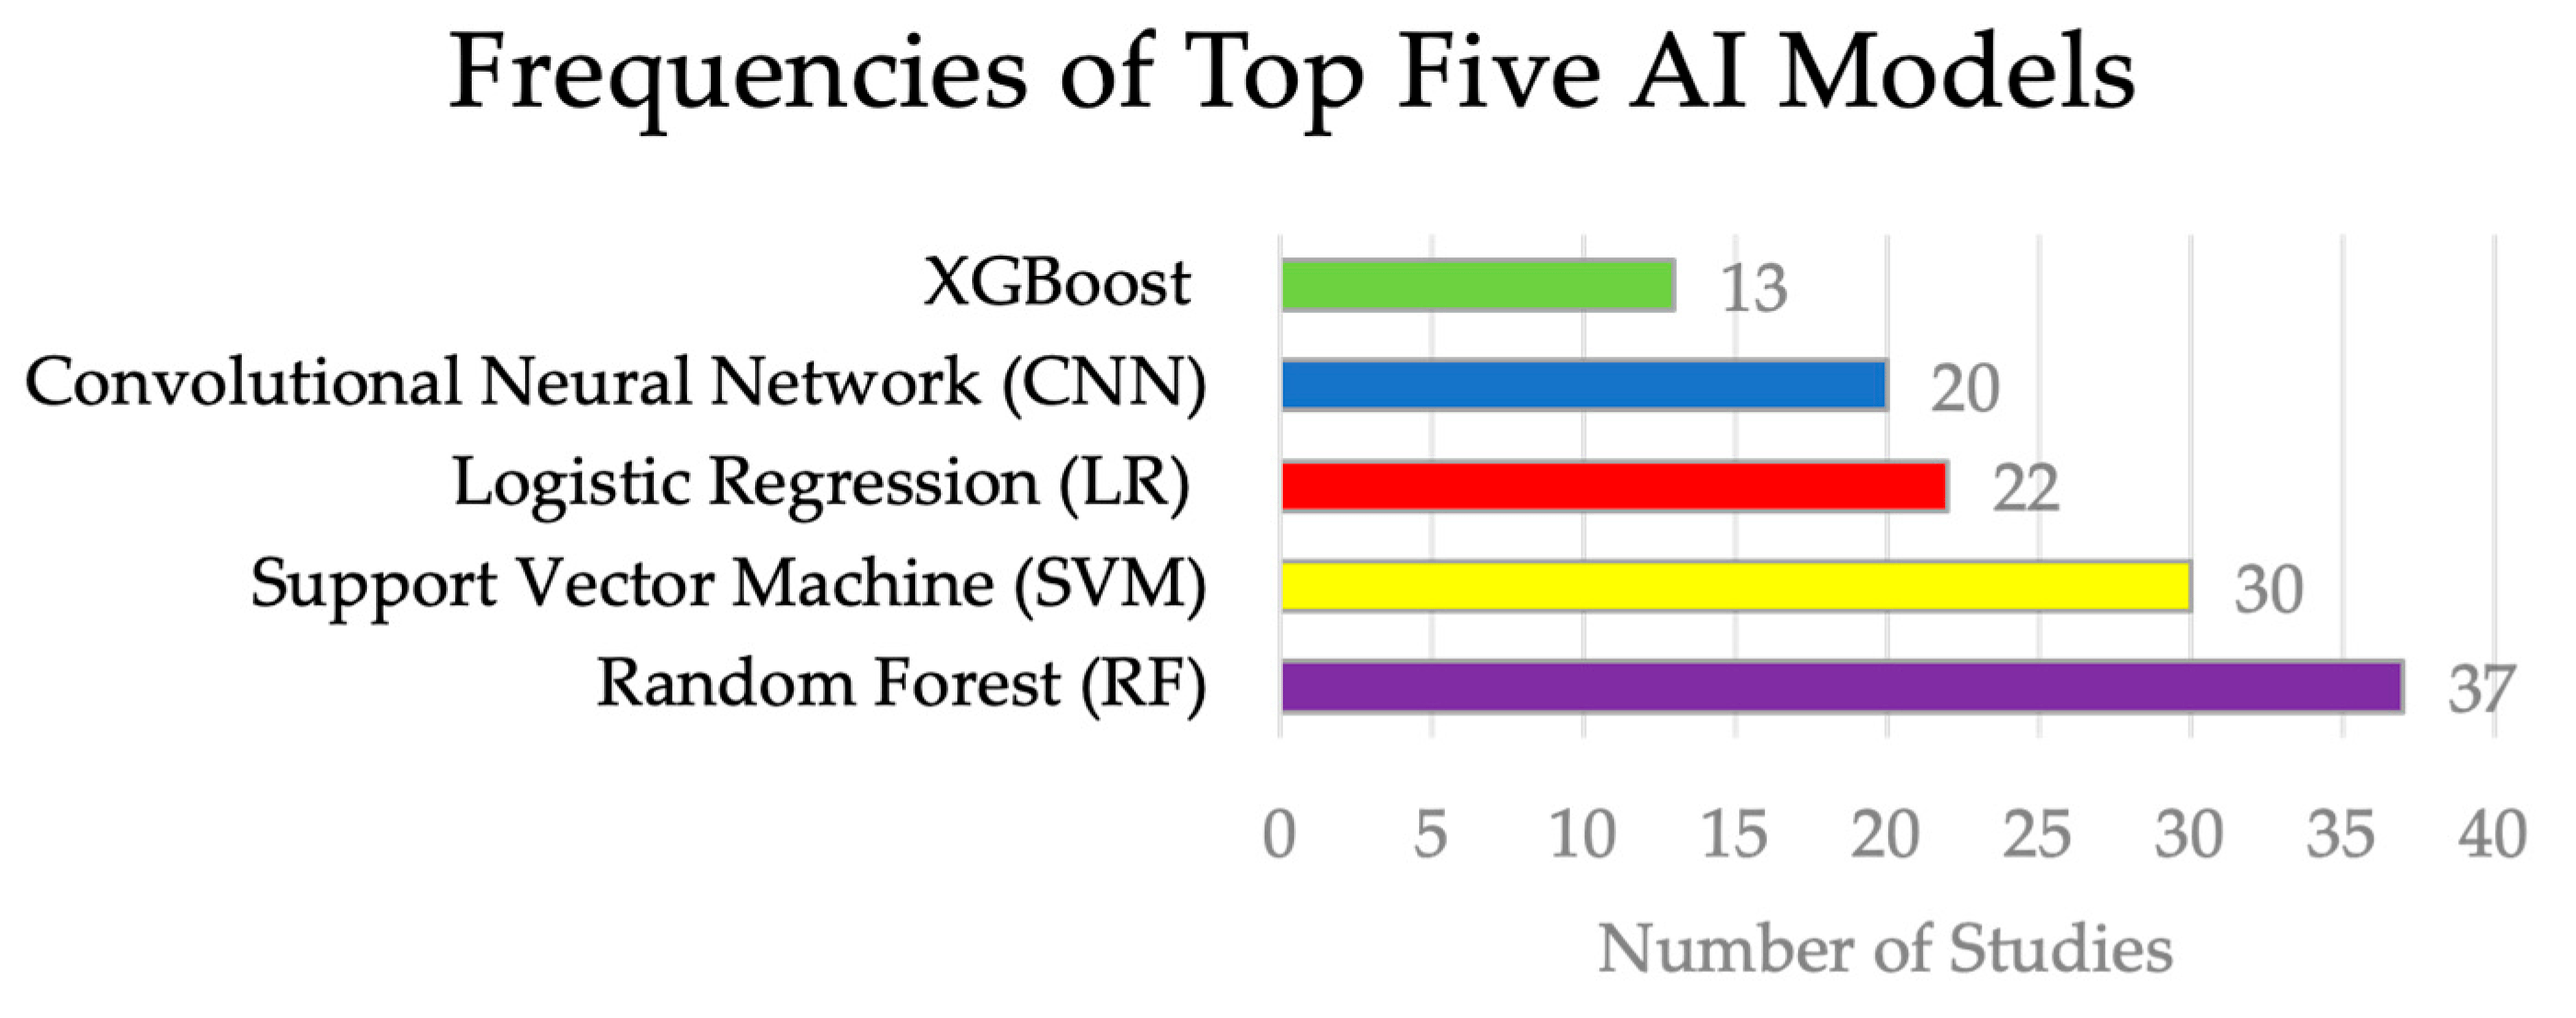 Frequencies of Top Five AI Models
XGBoost 13
Convolutional Neural Network (CNN) 20
Logistic Regression (LR) 22
Support Vector Machine (SVM) 30
Random Forest (RF) 37
0 5 10 15 20 25 30 35 40
Number of Studies